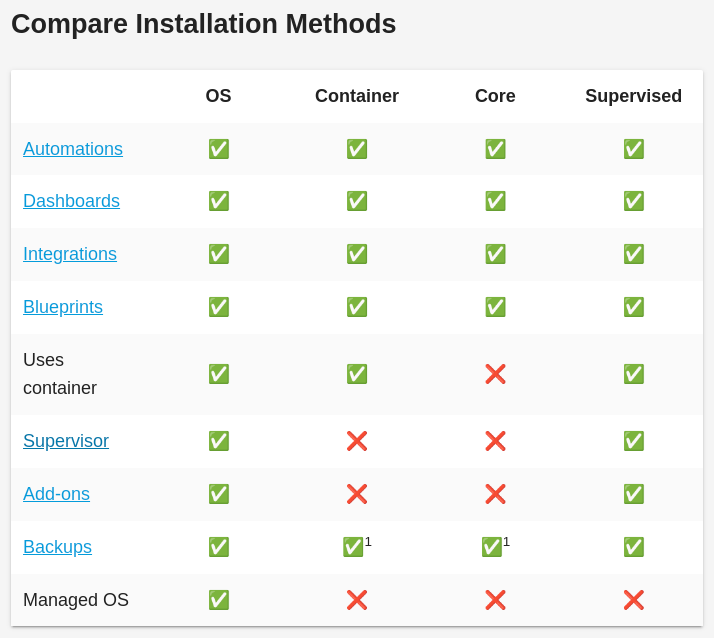 Compare Installation Methods
OS Container Core Supervised
Automations ✅ ✅ ✅ ✅
Dashboards ✅ ✅ ✅ ✅
Integrations ✅ ✅ ✅ ✅
Blueprints ✅ ✅ ✅ ✅
Uses
container ✅ ✅ ❌ ✅
Supervisor ✅ ❌ ❌ ✅
Add-ons ✅ ❌ ❌ ✅
Backups ✅ ✅1 ✅1 ✅
Managed OS ✅ ❌ ❌ ❌